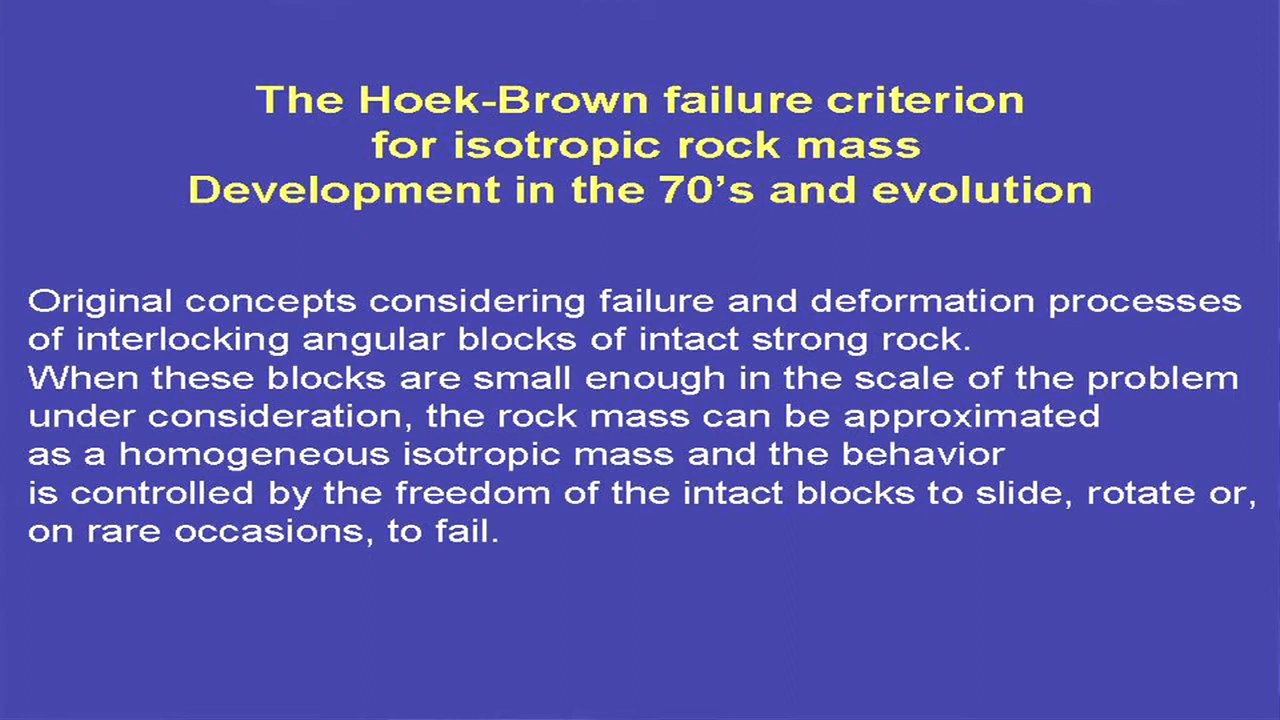 The Hoek-Brown failure criterion
for isotropic rock mass
Development in the 70’s and evolution
Original concepts considering failure and deformation processes
of interlocking angular blocks of intact strong rock.
When these blocks are small enough in the scale of the problem
under consideration, the rock mass can be approximated
as a homogeneous isotropic mass and the behavior
is controlled by the freedom of the intact blocks to slide, rotate or,
on rare occasions, to fail.